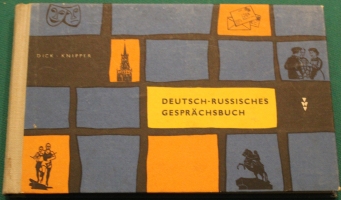 DICK KNIPPER
DEUTSCH-RUSSISCHES
GESPRÄCHSBUCH